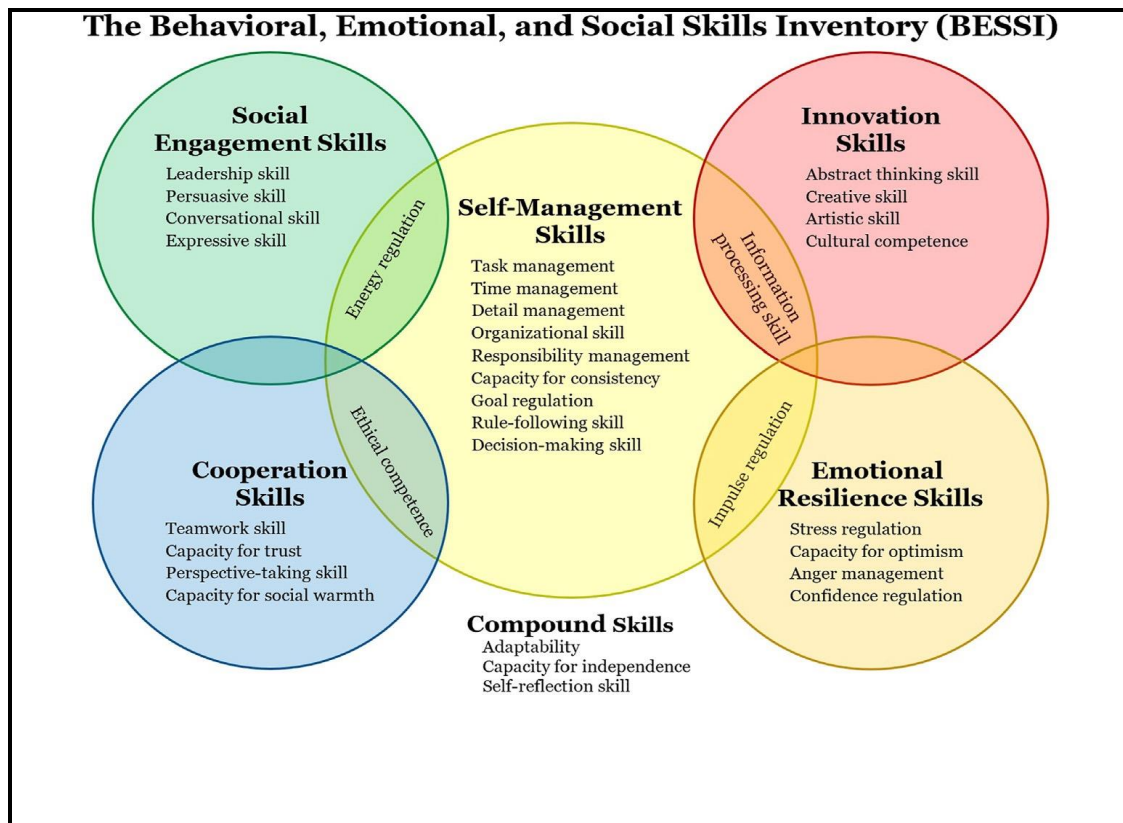 The Behavioral, Emotional, and Social Skills Inventory (BESSI)
Social
Engagement Skills
Leadership skill
Persuasive skill
Conversational skill
Expressive skill
Energy regulation
Self-Management
Skills
Task management
Time management
Detail management
Organizational skill
Responsibility management
Capacity for consistency
Goal regulation
Rule-following skill
Decision-making skill
Information
processing skill
Innovation
Skills
Abstract thinking skill
Creative skill
Artistic skill
Cultural competence
Cooperation
Skills
Teamwork skill
Capacity for trust
Perspective-taking skill
Capacity for social warmth
Ethical competence
Impulse regulation
Emotional
Resilience Skills
Stress regulation
Capacity for optimism
Anger management
Confidence regulation
Compound Skills
Adaptability
Capacity for independence
Self-reflection skill